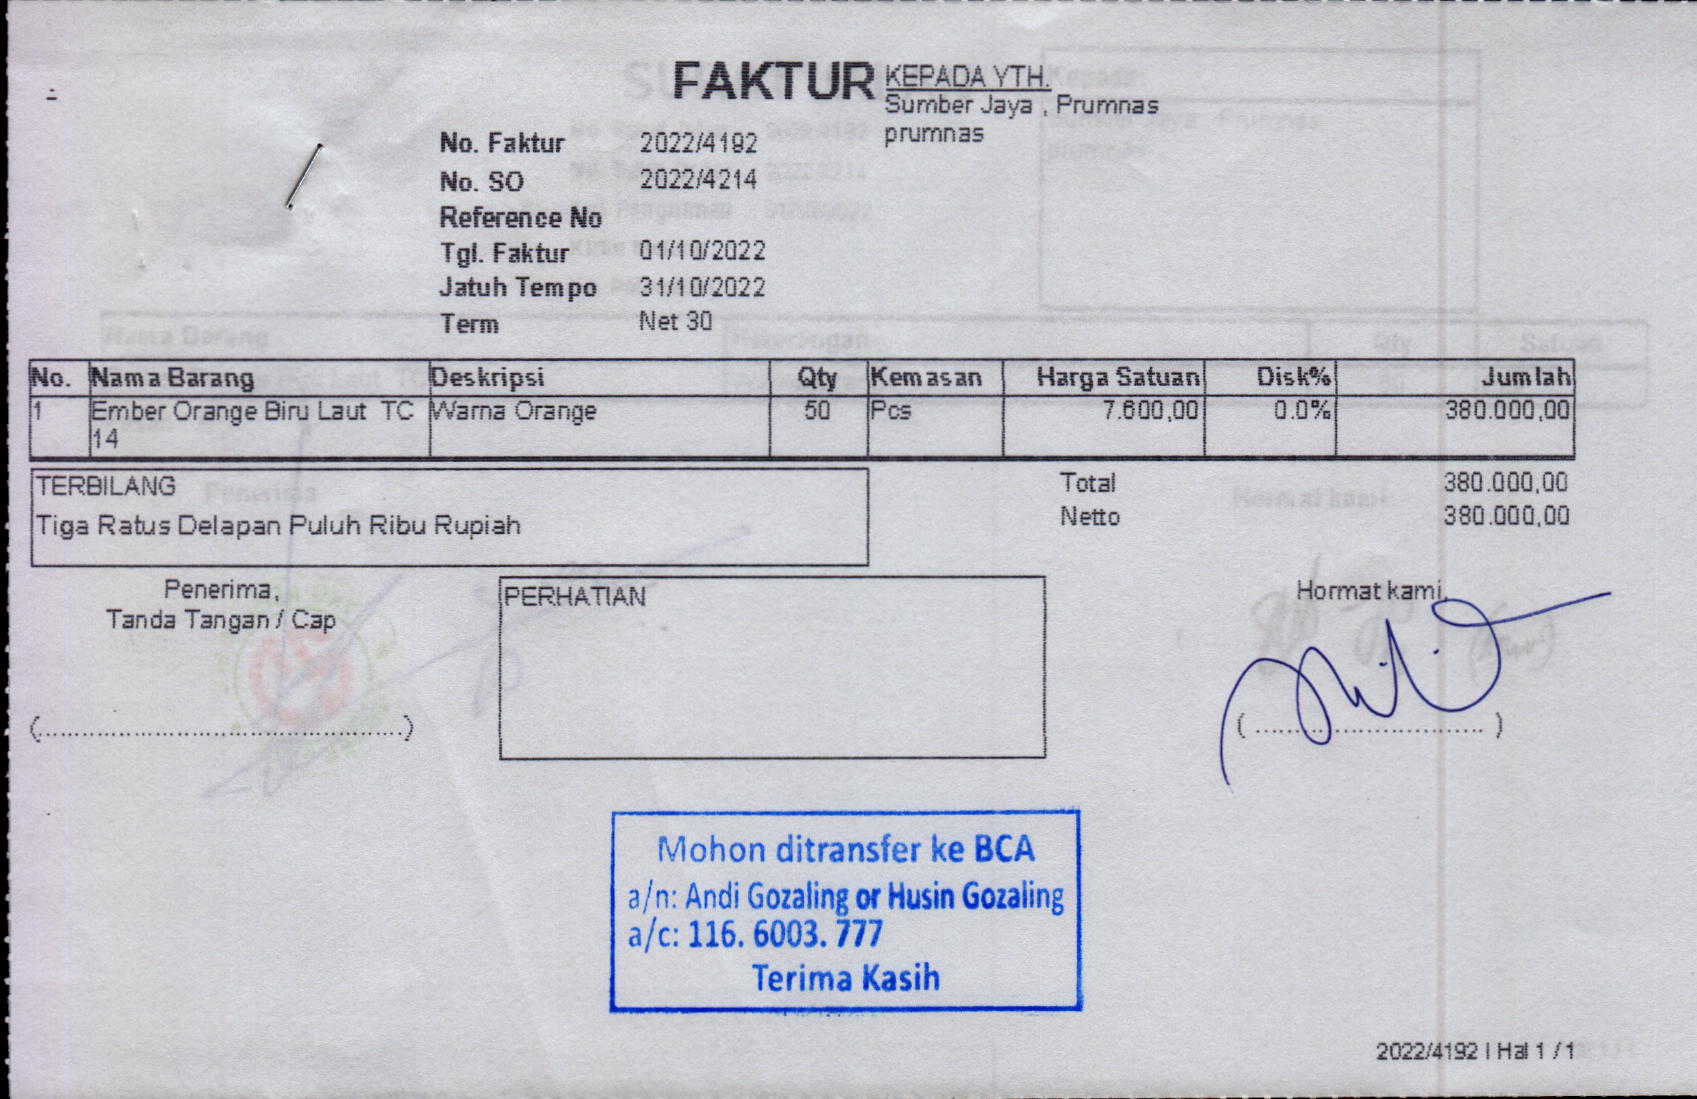 FAKTUR
KEPADA YTH.
Sumber Jaya , Prumnas
prumnas
No. Faktur 2022/4192
No. SO 2022/4214
Reference No
Tgl. Faktur 01/10/2022
Jatuh Tempo 31/10/2022
Term Net 30
No. Nama Barang Deskripsi Qty Kemasan Harga Satuan Disk% Jumlah
1 Ember Orange Biru Laut TC Warna Orange 50 Pcs 7.600,00 0.0% 380.000,00
14
TERBILANG
Tiga Ratus Delapan Puluh Ribu Rupiah
Total 380.000,00
Netto 380.000,00
Penerima,
Tanda Tangan / Cap
(..............................................)
PERHATIAN
Hormat kami,
( ............................... )
Mohon ditransfer ke BCA
a/n: Andi Gozaling or Husin Gozaling
a/c: 116. 6003. 777
Terima Kasih
2022/4192 | Hal 1 / 1